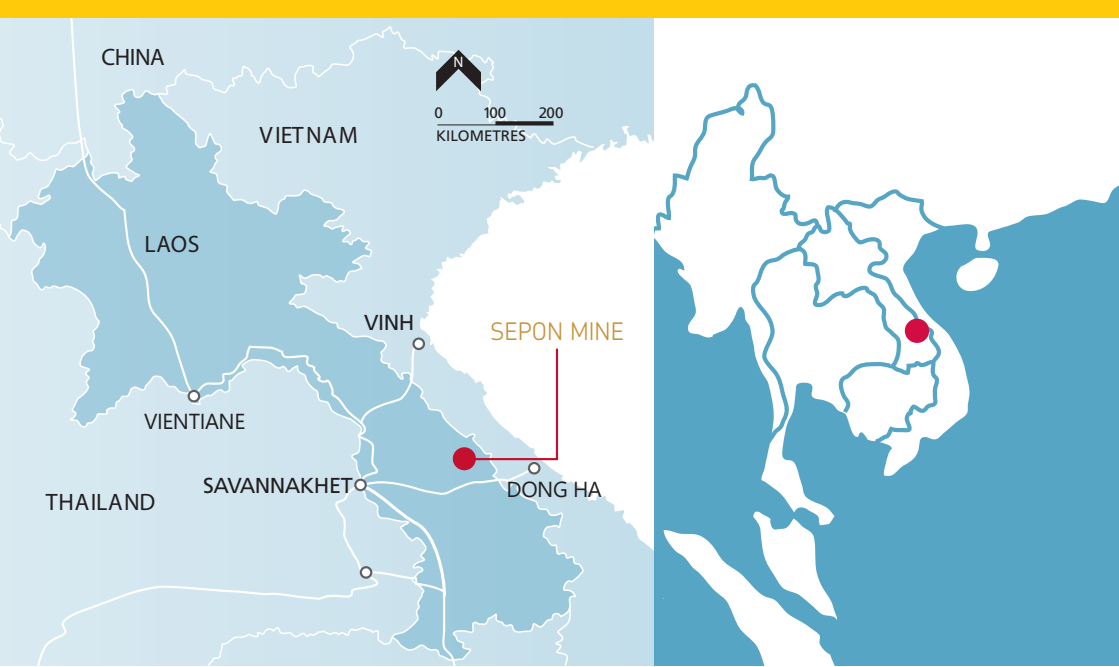 CHINA
N
0 100 200
KILOMETRES
VIETNAM
LAOS
VINH
SEPON MINE
VIENTIANE
SAVANNAKHET
DONG HA
THAILAND